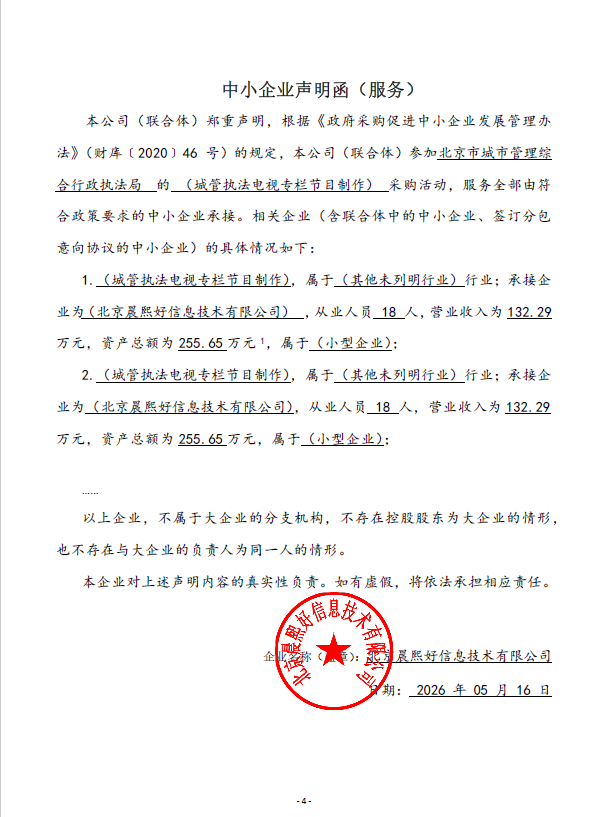 中小企业声明函（服务）
本公司（联合体）郑重声明，根据《政府采购促进中小企业发展管理办
法》（财库〔2020〕46 号）的规定，本公司（联合体）参加北京市城市管理综
合行政执法局 的 （城管执法电视专栏节目制作） 采购活动，服务全部由符
合政策要求的中小企业承接。相关企业（含联合体中的中小企业、签订分包
意向协议的中小企业）的具体情况如下：
1. （城管执法电视专栏节目制作），属于（其他未列明行业）行业；承接企
业为（北京晨熙好信息技术有限公司） ，从业人员 18 人，营业收入为 132.29
万元，资产总额为 255.65 万元¹，属于（小型企业）；
2. （城管执法电视专栏节目制作），属于（其他未列明行业）行业；承接企
业为（北京晨熙好信息技术有限公司），从业人员 18 人，营业收入为 132.29
万元，资产总额为 255.65 万元，属于（小型企业）；
……
以上企业，不属于大企业的分支机构，不存在控股股东为大企业的情形，
也不存在与大企业的负责人为同一人的情形。
本企业对上述声明内容的真实性负责。如有虚假，将依法承担相应责任。
北京晨熙好信息技术有限公司
企业名称（盖章）：北京晨熙好信息技术有限公司
日期： 2026 年 05 月 16 日
- 4 -